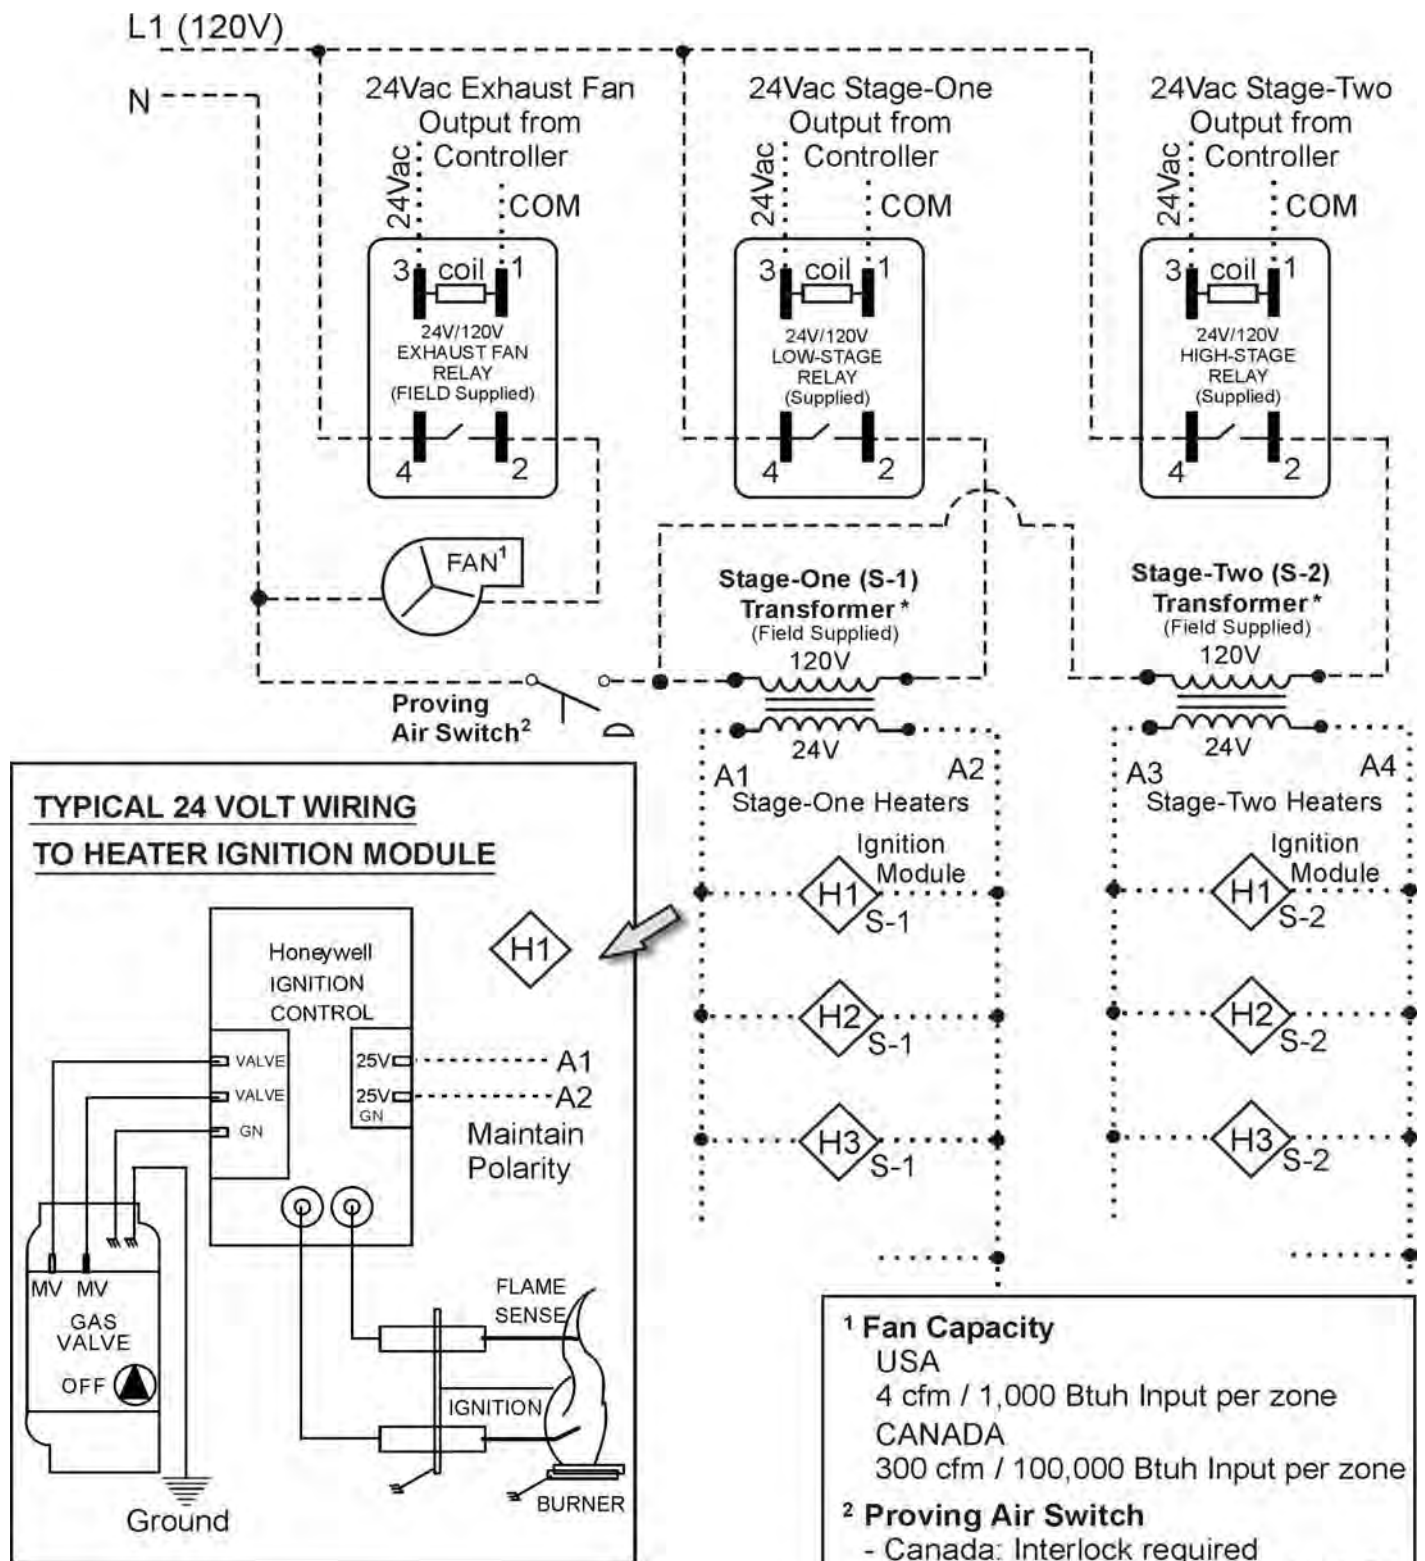 L1 (120V)
N
24Vac Exhaust Fan
Output from
Controller
24Vac
COM
3 coil 1
24V/120V
EXHAUST FAN
RELAY
(FIELD Supplied)
4 2
24Vac Stage-One
Output from
Controller
24Vac
COM
3 coil 1
24V/120V
LOW-STAGE
RELAY
(Supplied)
4 2
24Vac Stage-Two
Output from
Controller
24Vac
COM
3 coil 1
24V/120V
HIGH-STAGE
RELAY
(Supplied)
4 2
FAN¹
Proving
Air Switch²
Stage-One (S-1)
Transformer*
(Field Supplied)
120V
24V
A1 A2
Stage-One Heaters
Ignition
Module
H1
S-1
H2
S-1
H3
S-1
Stage-Two (S-2)
Transformer*
(Field Supplied)
120V
24V
A3 A4
Stage-Two Heaters
Ignition
Module
H1
S-2
H2
S-2
H3
S-2
TYPICAL 24 VOLT WIRING
TO HEATER IGNITION MODULE
H1
Honeywell
IGNITION
CONTROL
VALVE
VALVE
GN
25V
25V
GN
A1
A2
Maintain
Polarity
MV MV
GAS
VALVE
OFF
Ground
FLAME
SENSE
IGNITION
BURNER
¹ Fan Capacity
USA
4 cfm / 1,000 Btuh Input per zone
CANADA
300 cfm / 100,000 Btuh Input per zone
² Proving Air Switch
- Canada: Interlock required